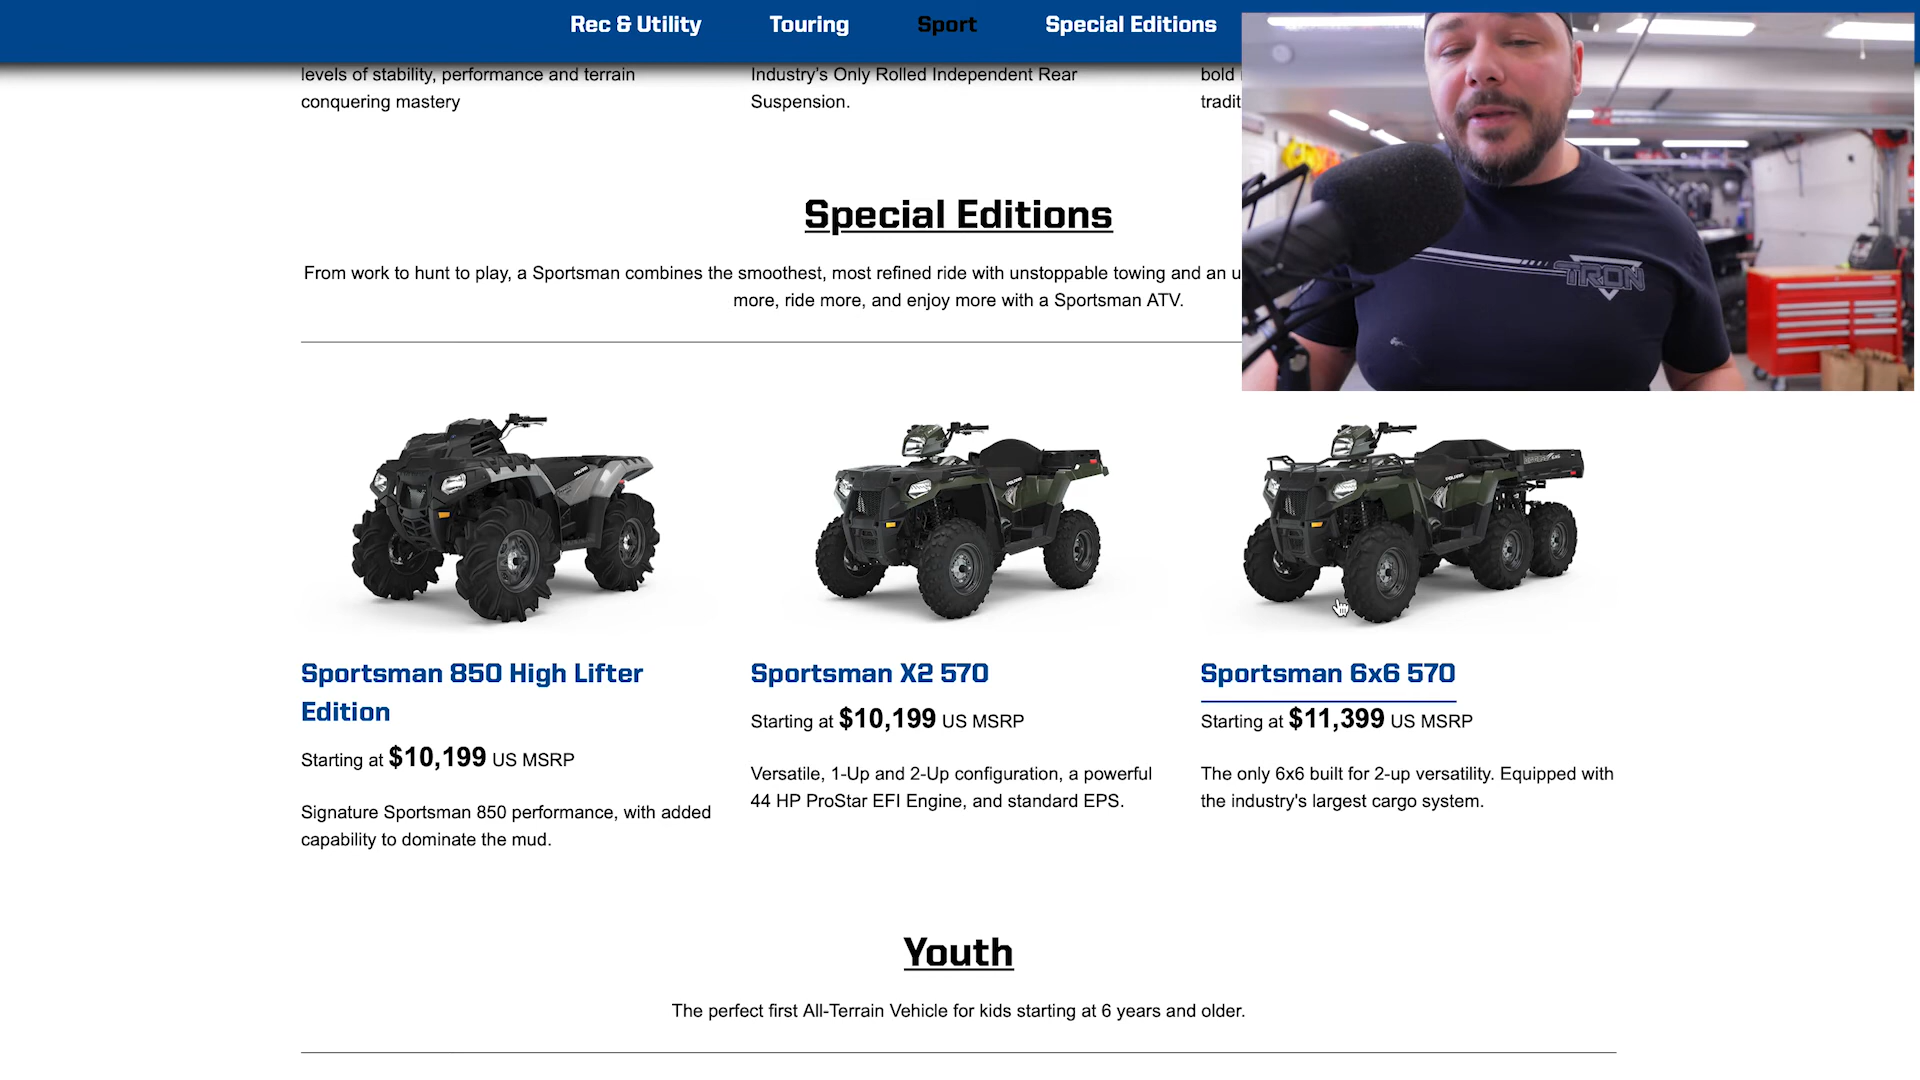 Rec & Utility
Touring
Sport
Special Editions
levels of stability, performance and terrain
conquering mastery
Industry's Only Rolled Independent Rear
Suspension.
bold
tradit
TRON
Special Editions
From work to hunt to play, a Sportsman combines the smoothest, most refined ride with unstoppable towing and an u
more, ride more, and enjoy more with a Sportsman ATV.
Sportsman 850 High Lifter
Edition
Starting at $10,199 US MSRP
Signature Sportsman 850 performance, with added
capability to dominate the mud.
Sportsman X2 570
Starting at $10,199 US MSRP
Versatile, 1-Up and 2-Up configuration, a powerful
44 HP ProStar EFI Engine, and standard EPS.
Sportsman 6x6 570
Starting at $11,399 US MSRP
The only 6x6 built for 2-up versatility. Equipped with
the industry's largest cargo system.
Youth
The perfect first All-Terrain Vehicle for kids starting at 6 years and older.